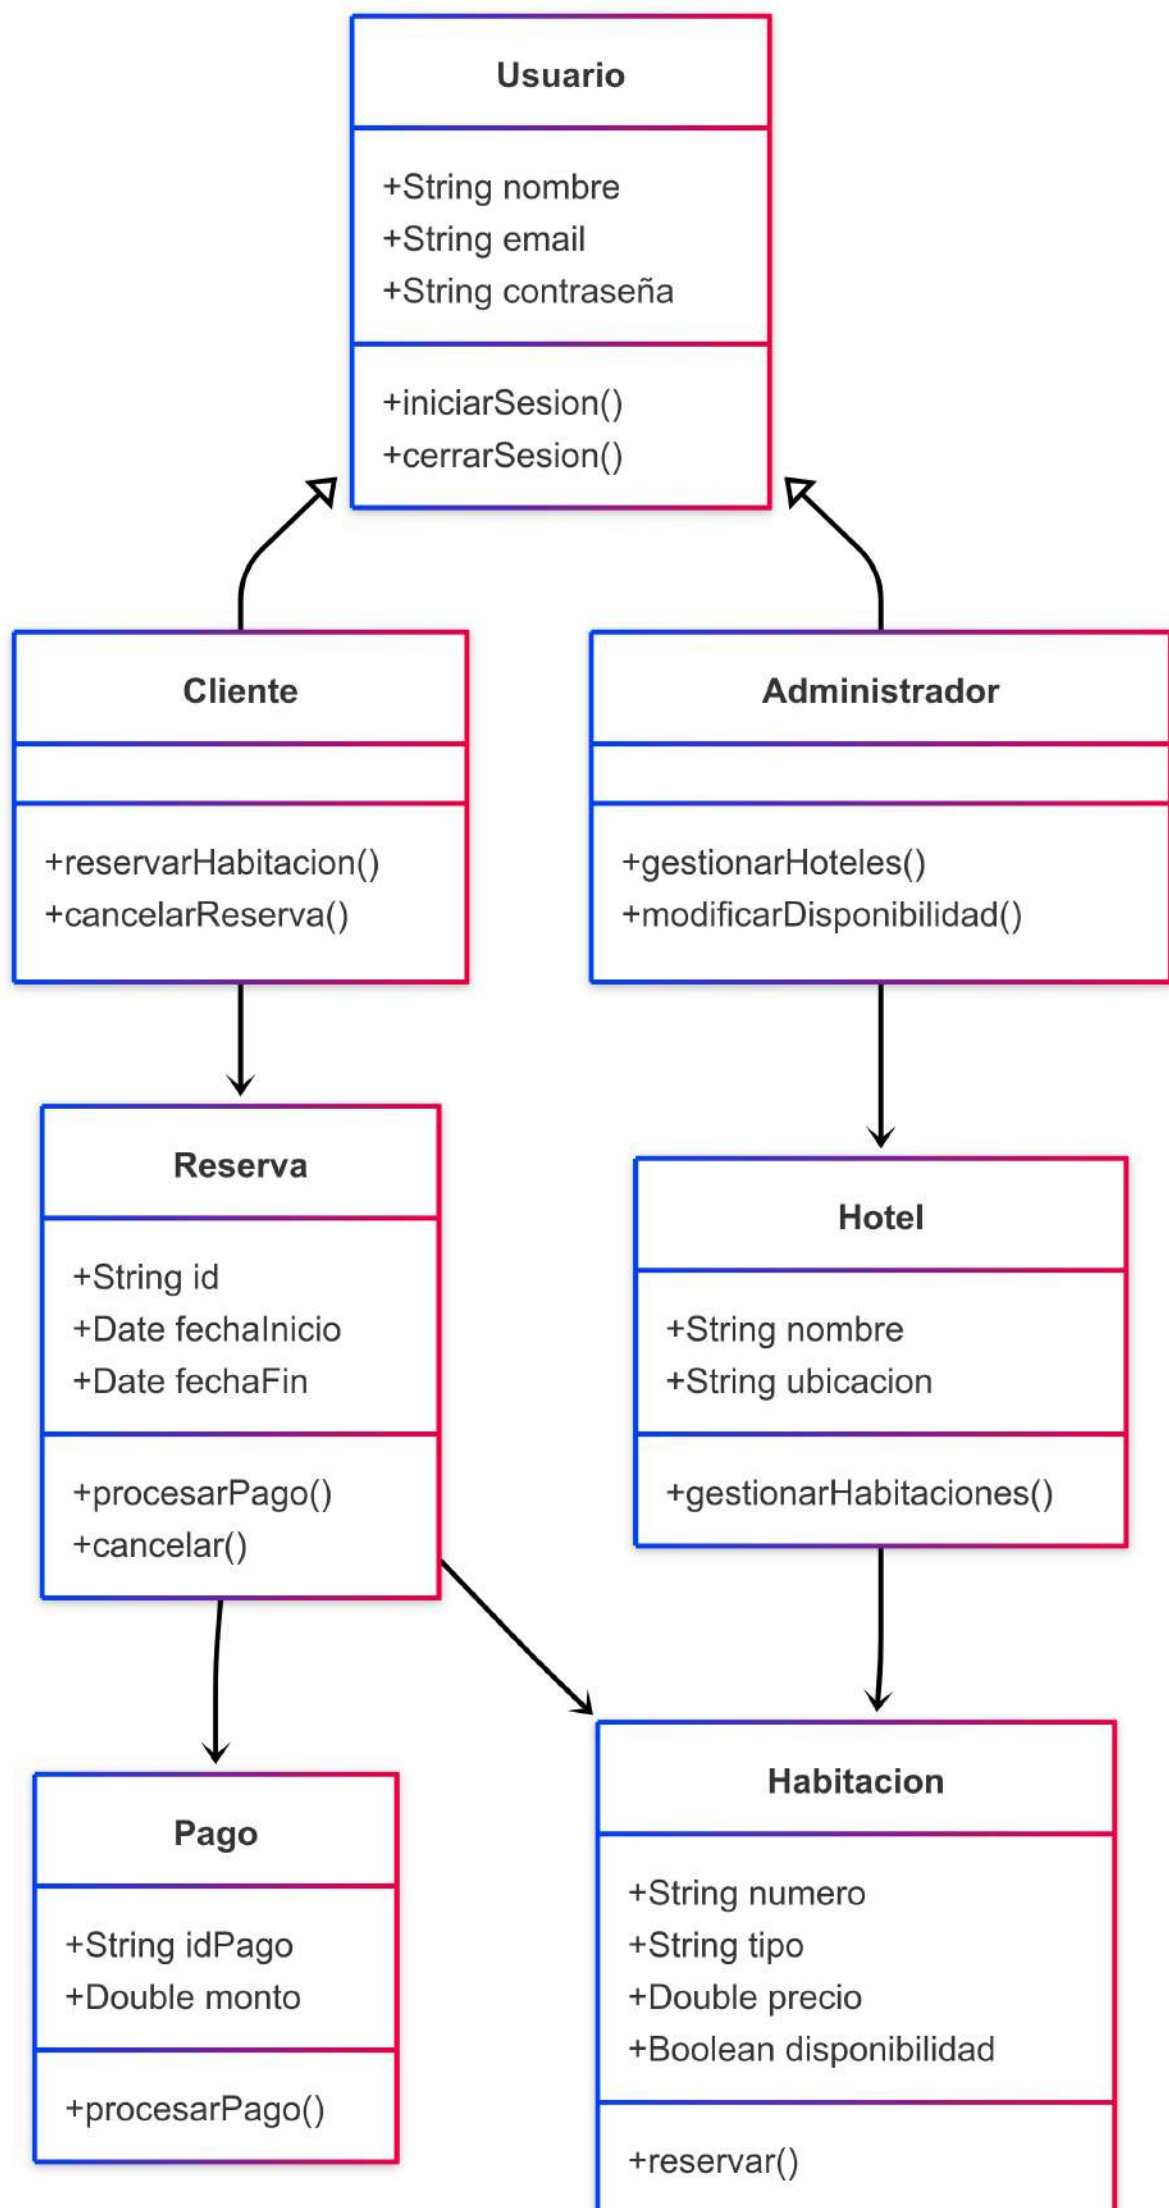 Usuario
+String nombre
+String email
+String contraseña
+iniciarSesion()
+cerrarSesion()
Cliente
+reservarHabitacion()
+cancelarReserva()
Administrador
+gestionarHoteles()
+modificarDisponibilidad()
Reserva
+String id
+Date fechaInicio
+Date fechaFin
+procesarPago()
+cancelar()
Hotel
+String nombre
+String ubicacion
+gestionarHabitaciones()
Pago
+String idPago
+Double monto
+procesarPago()
Habitacion
+String numero
+String tipo
+Double precio
+Boolean disponibilidad
+reservar()